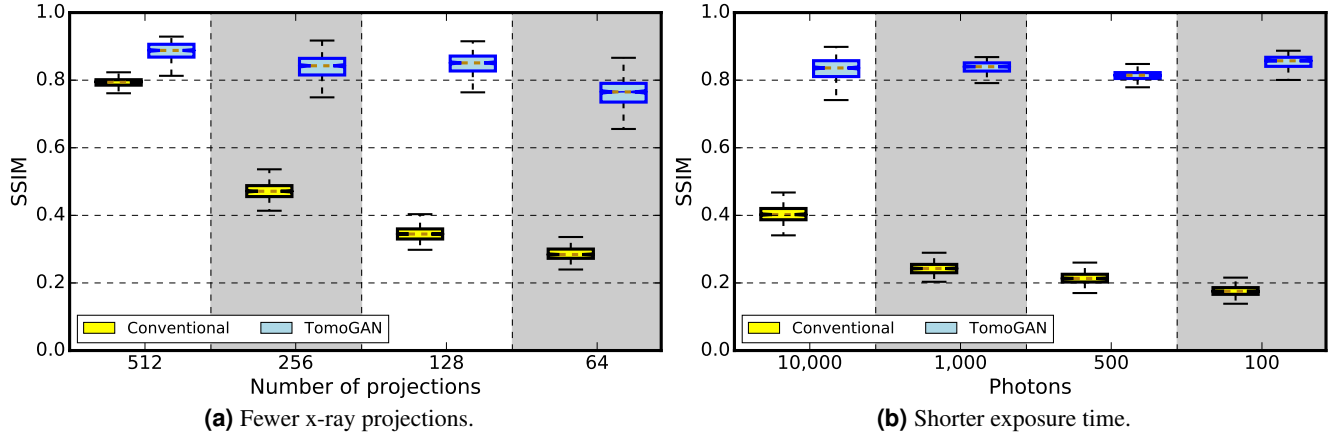 1.0
0.8
0.6
0.4
0.2
0.0
SSIM
Conventional
TomoGAN
512
256
128
64
Number of projections
(a) Fewer x-ray projections.
1.0
0.8
0.6
0.4
0.2
0.0
SSIM
Conventional
TomoGAN
10,000
1,000
500
100
Photons
(b) Shorter exposure time.